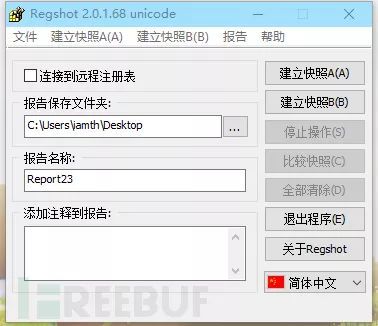 Regshot 2.0.1.68 unicode
文件 建立快照A(A) 建立快照B(B) 报告 帮助
连接到远程注册表
报告保存文件夹:
C:\Users\iamth\Desktop
...
报告名称:
Report23
添加注释到报告:
建立快照A(A)
建立快照B(B)
停止操作(S)
比较快照(C)
全部清除(D)
退出程序(E)
关于Regshot
简体中文
FREEBUF